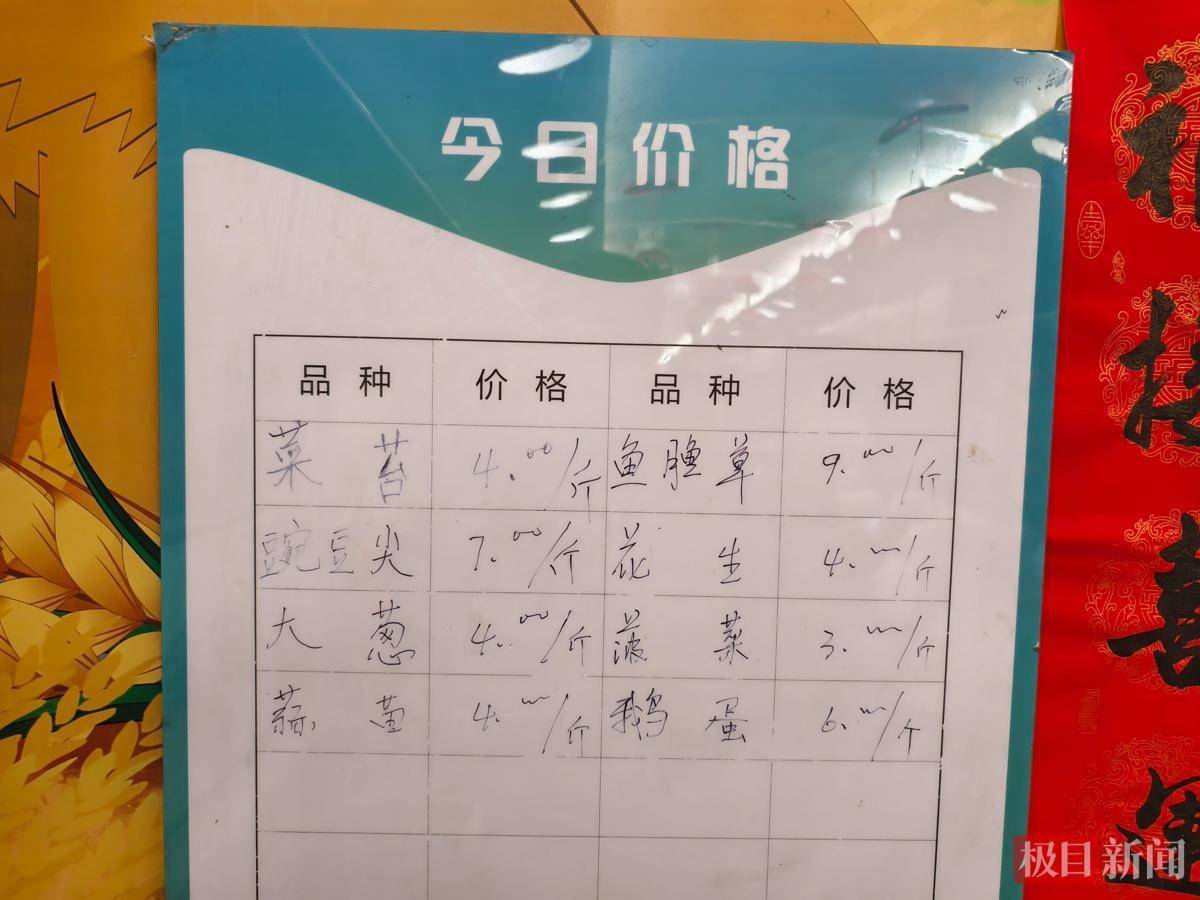 今日价格
品种 价格 品种 价格
菜苔 4.00/斤 鱼腥草 9.00/斤
豌豆尖 7.00/斤 花生 4.00/斤
大葱 4.00/斤 菠菜 3.00/斤
蒜苗 4.00/斤 鹅蛋 6.00/斤
喜
運
极目新闻